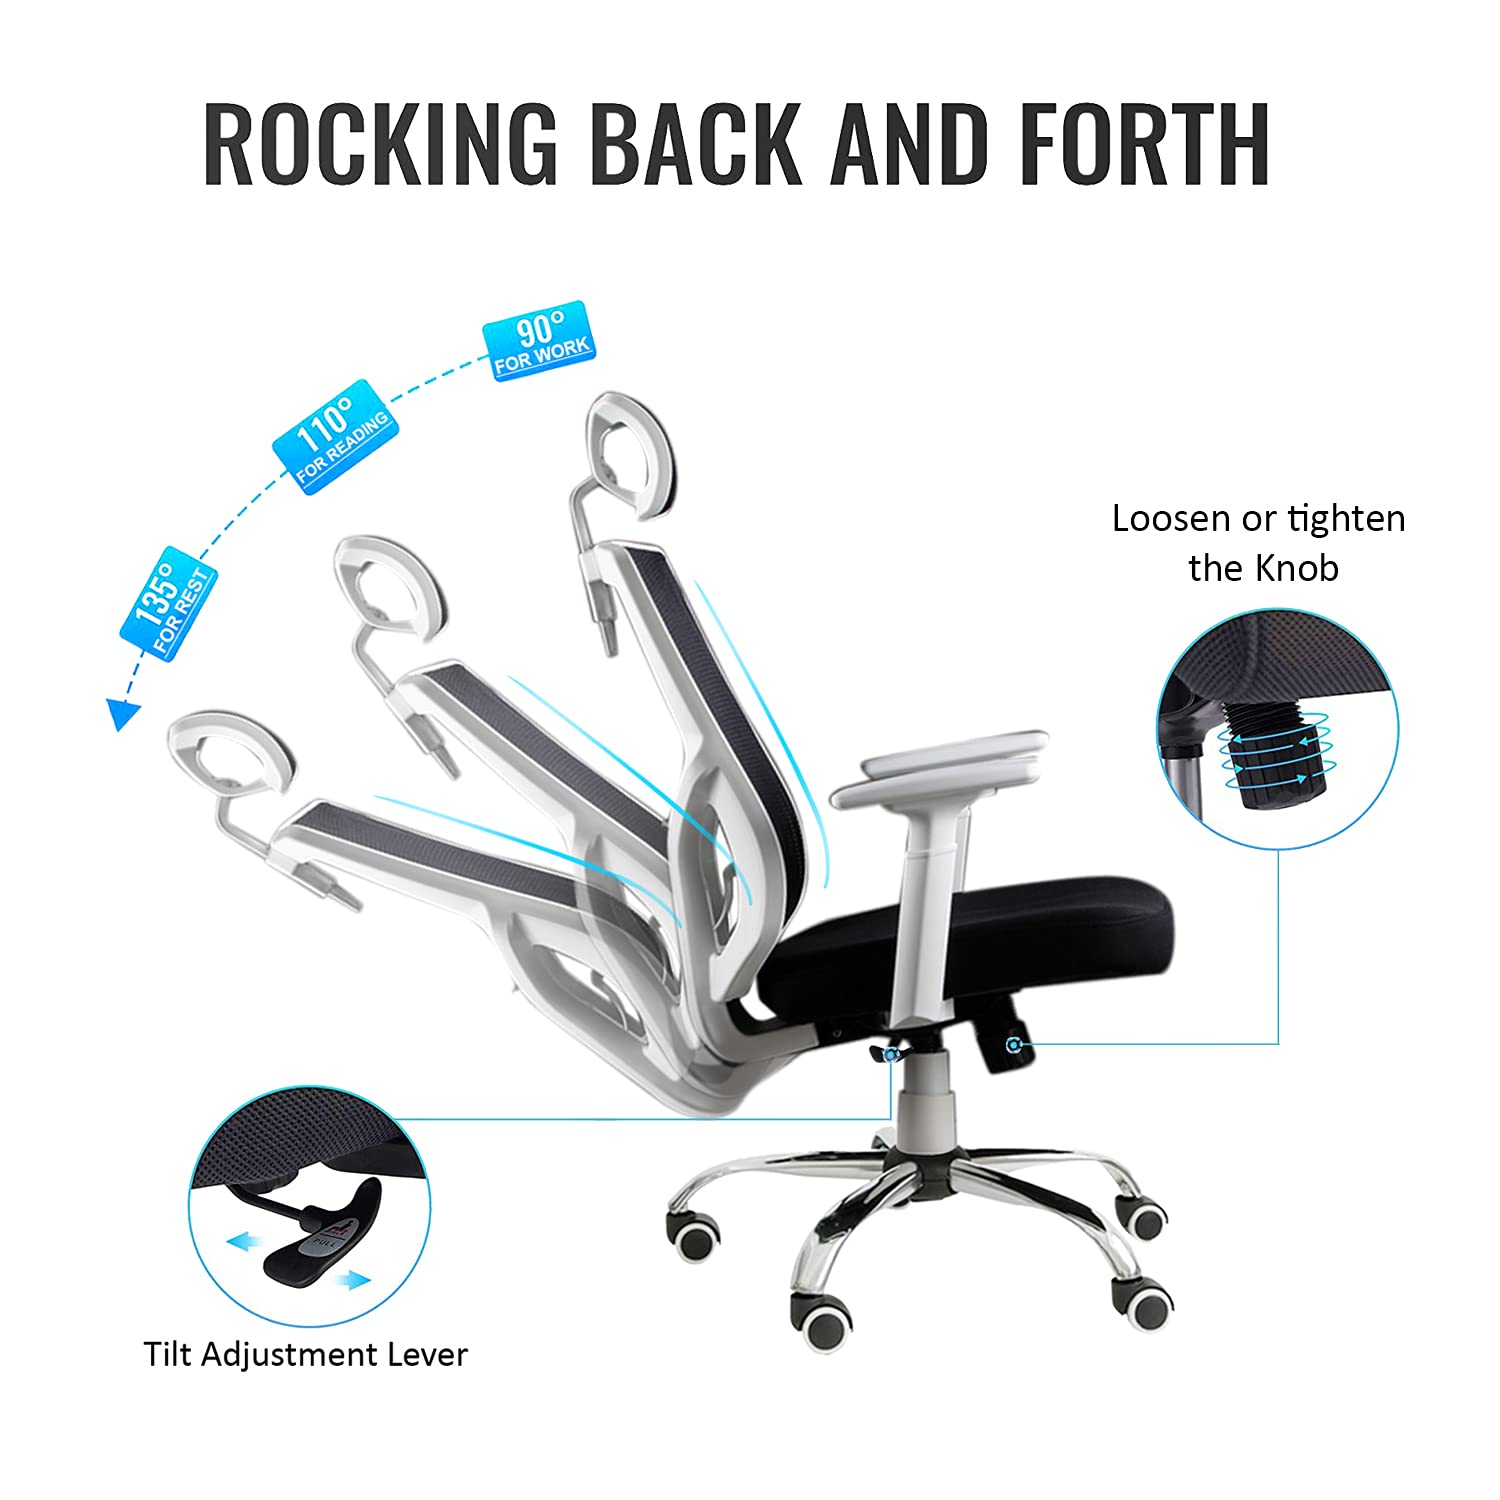 ROCKING BACK AND FORTH
90°
FOR WORK
110°
FOR READING
135°
FOR REST
Loosen or tighten
the Knob
PULL
Tilt Adjustment Lever